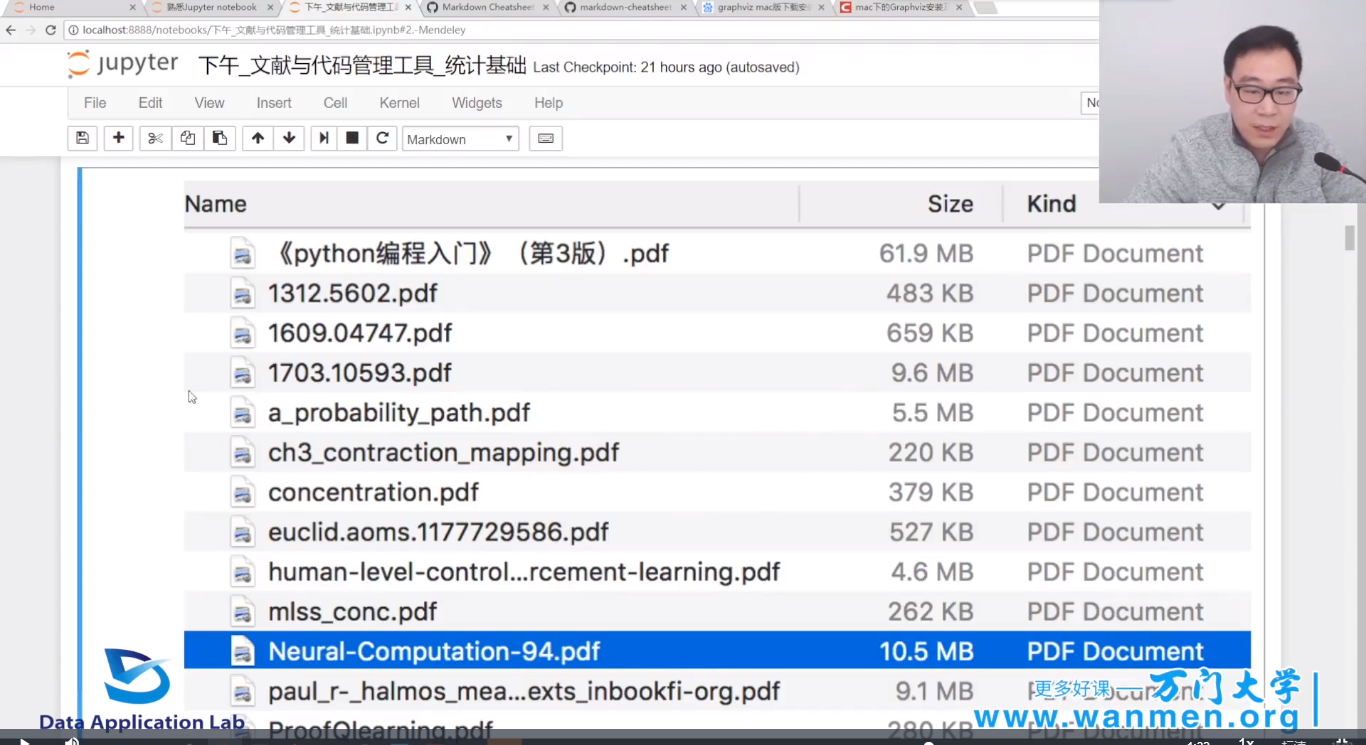 Home
熟悉Jupyter notebook
下午_文献与代码管理工具
Markdown Cheatsheet
markdown-cheatsheet
graphviz mac版下载安
mac下的Graphviz安装
localhost:8888/notebooks/下午_文献与代码管理工具_统计基础.ipynb#2.-Mendeley
jupyter 下午_文献与代码管理工具_统计基础 Last Checkpoint: 21 hours ago (autosaved)
File Edit View Insert Cell Kernel Widgets Help
Markdown
Name Size Kind
《python编程入门》（第3版）.pdf 61.9 MB PDF Document
1312.5602.pdf 483 KB PDF Document
1609.04747.pdf 659 KB PDF Document
1703.10593.pdf 9.6 MB PDF Document
a_probability_path.pdf 5.5 MB PDF Document
ch3_contraction_mapping.pdf 220 KB PDF Document
concentration.pdf 379 KB PDF Document
euclid.aoms.1177729586.pdf 527 KB PDF Document
human-level-control...rcement-learning.pdf 4.6 MB PDF Document
mlss_conc.pdf 262 KB PDF Document
Neural-Computation-94.pdf 10.5 MB PDF Document
paul_r-_halmos_mea...exts_inbookfi-org.pdf 9.1 MB PDF Document
ProofQlearning.pdf 280 KB
Data Application Lab
更多好课——万门大学
www.wanmen.org